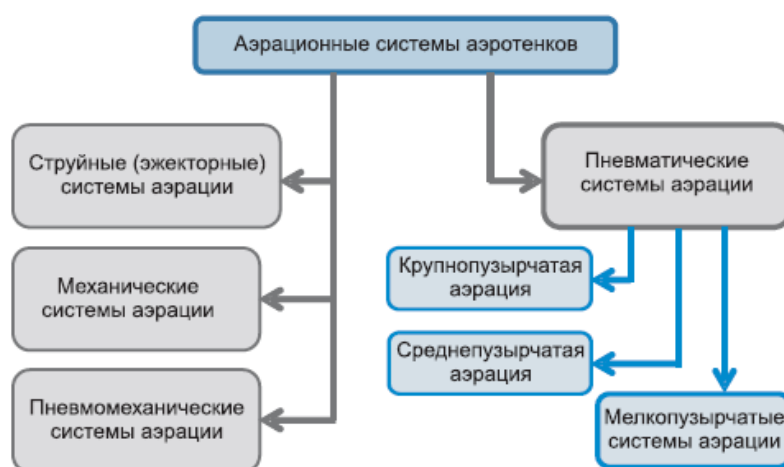 Аэрационные системы аэротенков
Струйные (эжекторные)
системы аэрации
Пневматические
системы аэрации
Механические
системы аэрации
Крупнопузырчатая
аэрация
Среднепузырчатая
аэрация
Пневмомеханические
системы аэрации
Мелкопузырчатые
системы аэрации